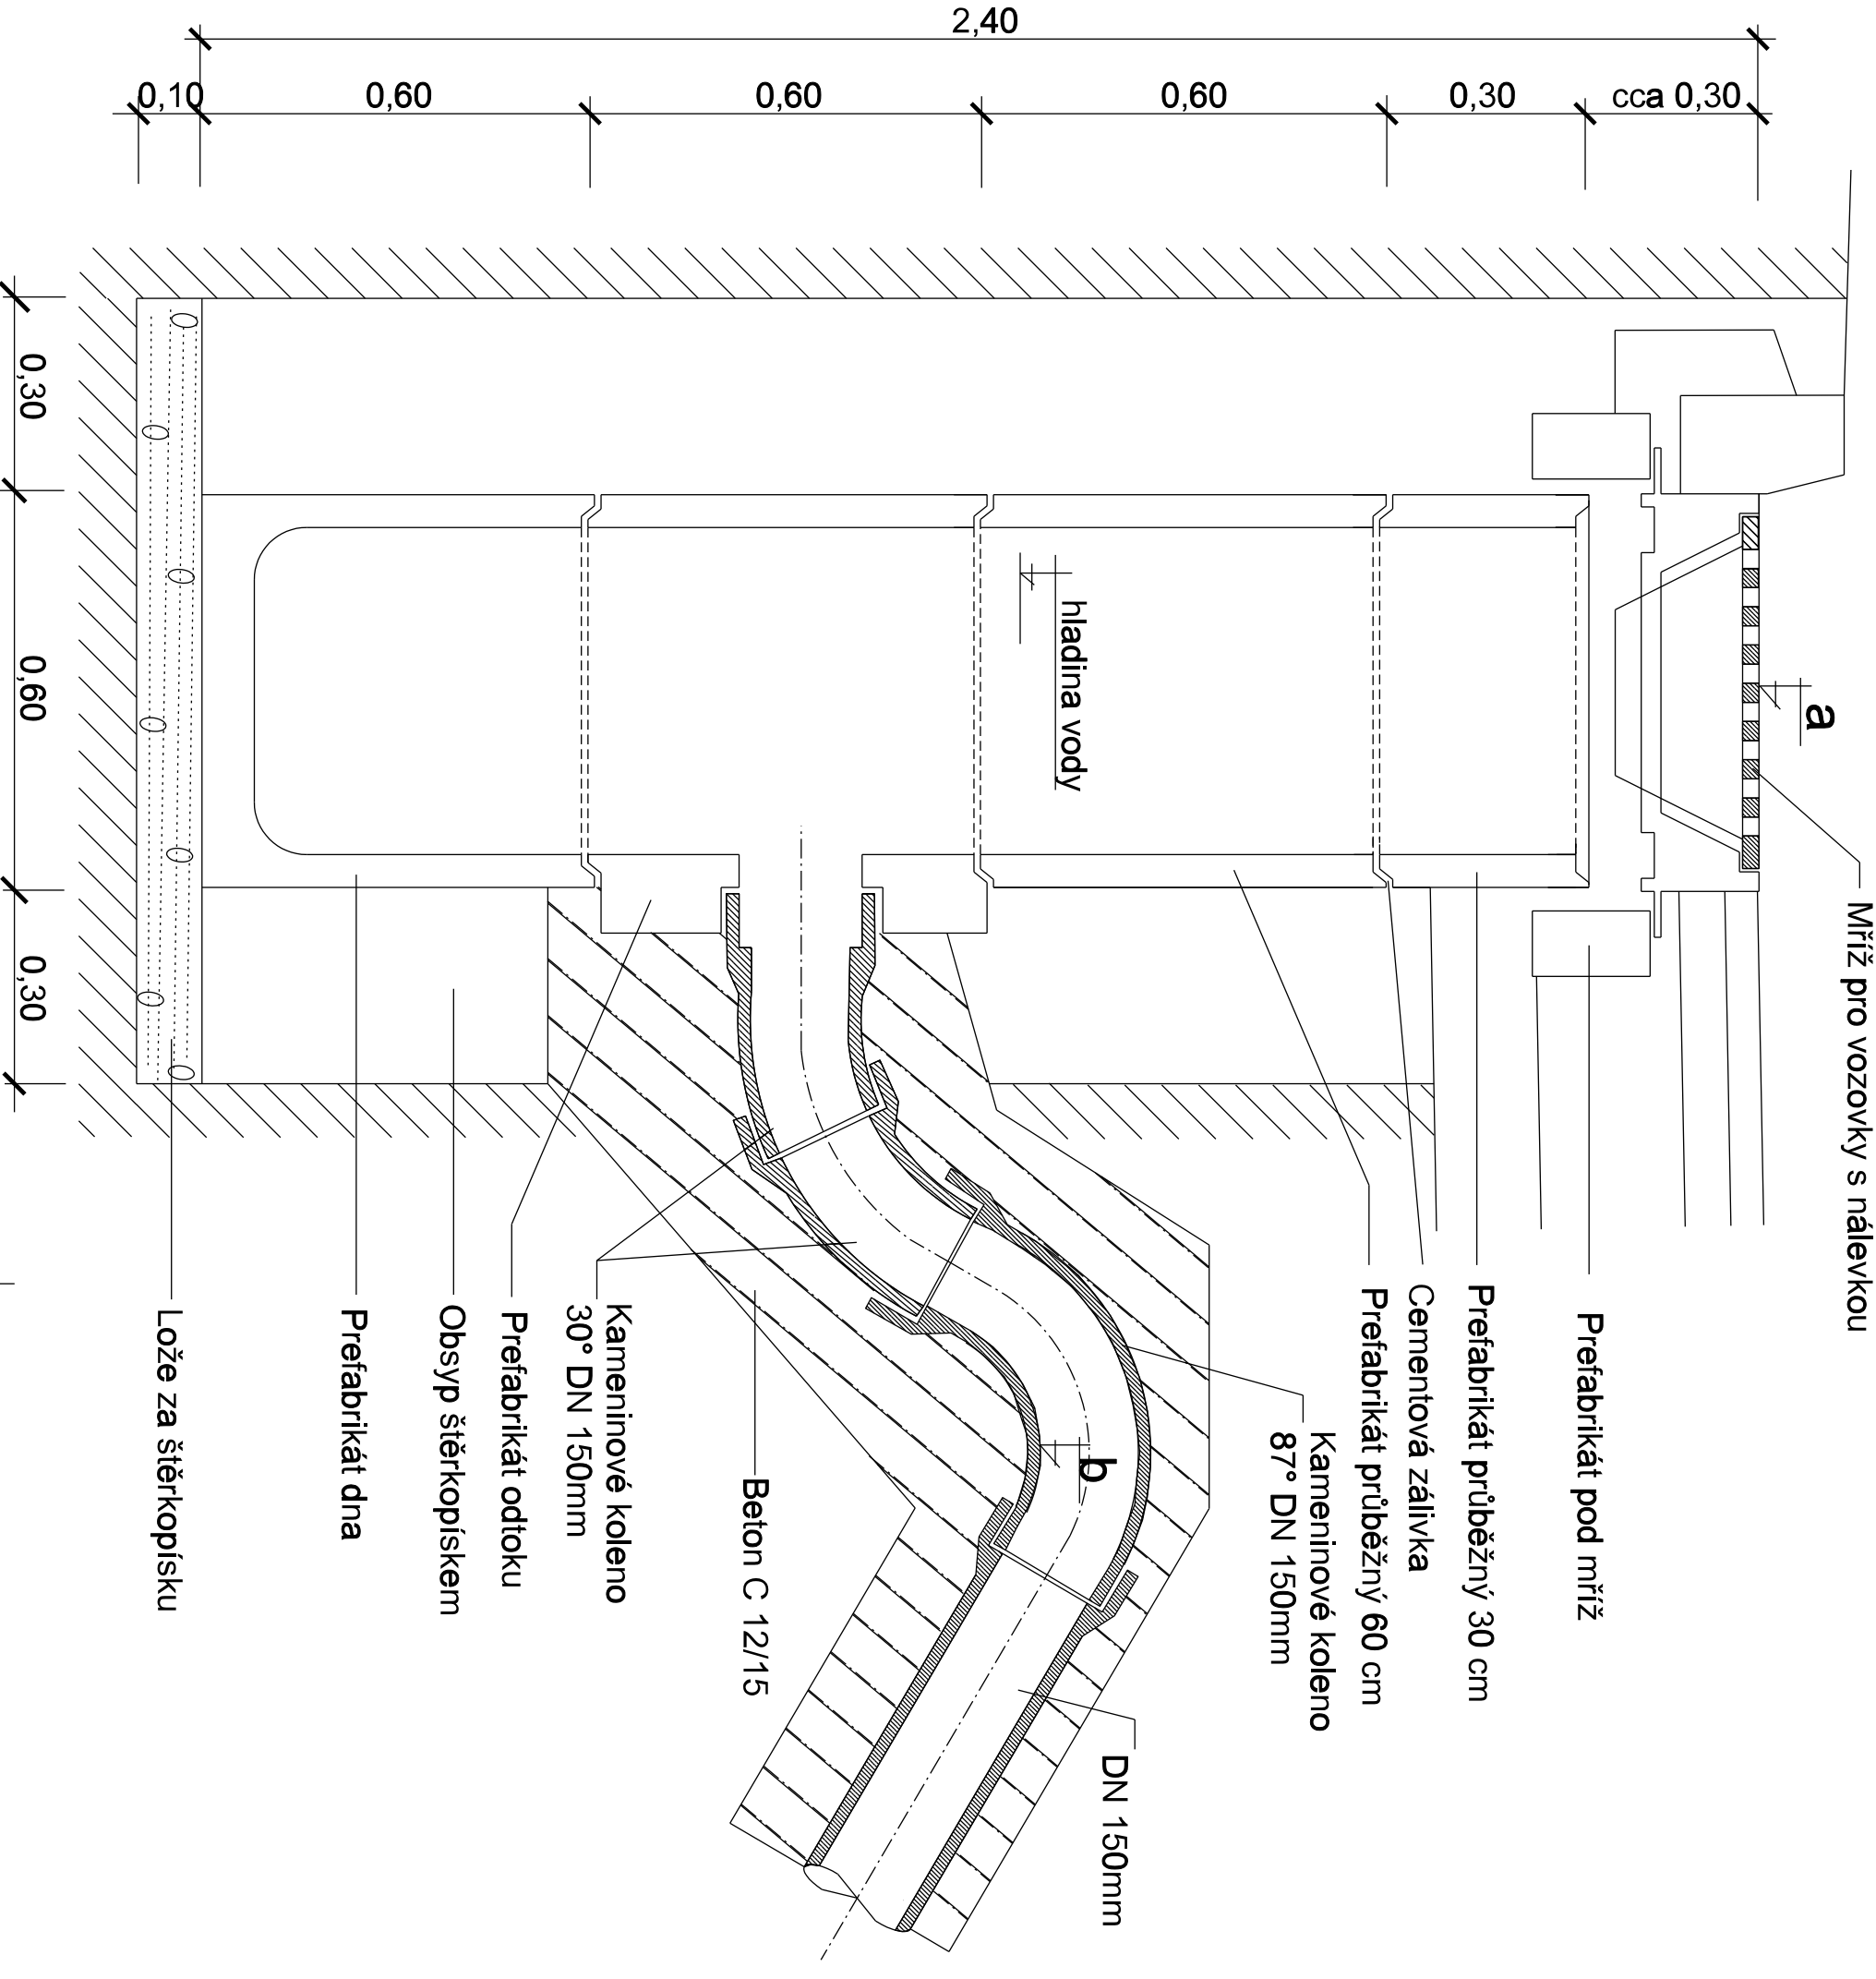 2,40
0,10
0,60
0,60
0,60
0,30
cca 0,30
0,30
0,60
0,30
hladina vody
a
b
Mříž pro vozovky s nálevkou
Prefabrikát pod mříž
Prefabrikát průběžný 30 cm
Cementová zálivka
Prefabrikát průběžný 60 cm
Kameninové koleno
87° DN 150mm
DN 150mm
Beton C 12/15
Kameninové koleno
30° DN 150mm
Prefabrikát odtoku
Obsyp štěrkopískem
Prefabrikát dna
Lože za štěrkopísku